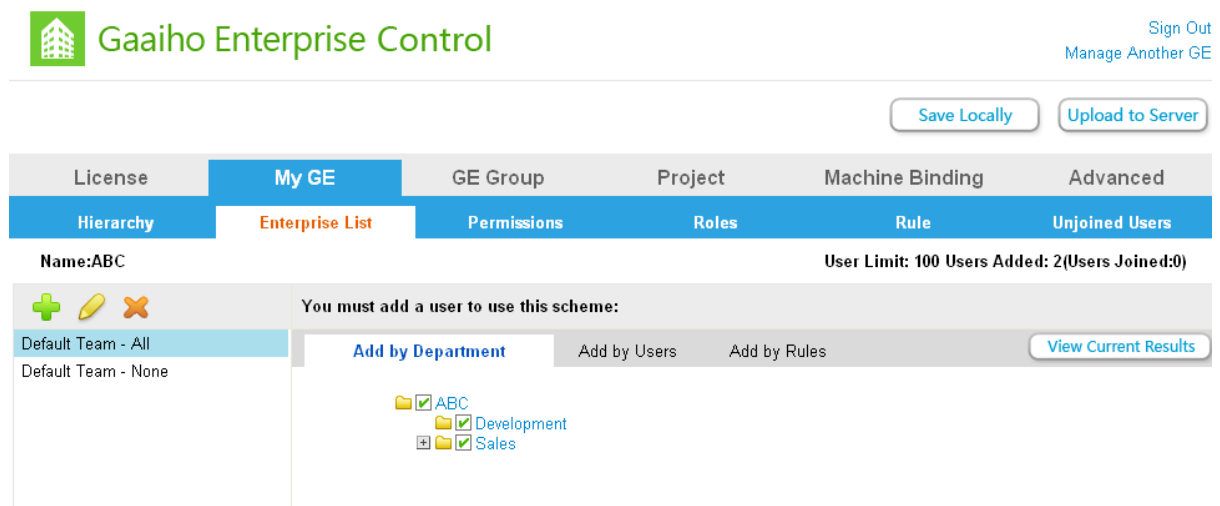 Gaaiho Enterprise Control
Sign Out
Manage Another GE
Save Locally
Upload to Server
License My GE GE Group Project Machine Binding Advanced
Hierarchy Enterprise List Permissions Roles Rule Unjoined Users
Name:ABC User Limit: 100 Users Added: 2(Users Joined:0)
You must add a user to use this scheme:
Default Team - All
Default Team - None
Add by Department Add by Users Add by Rules View Current Results
ABC
Development
Sales